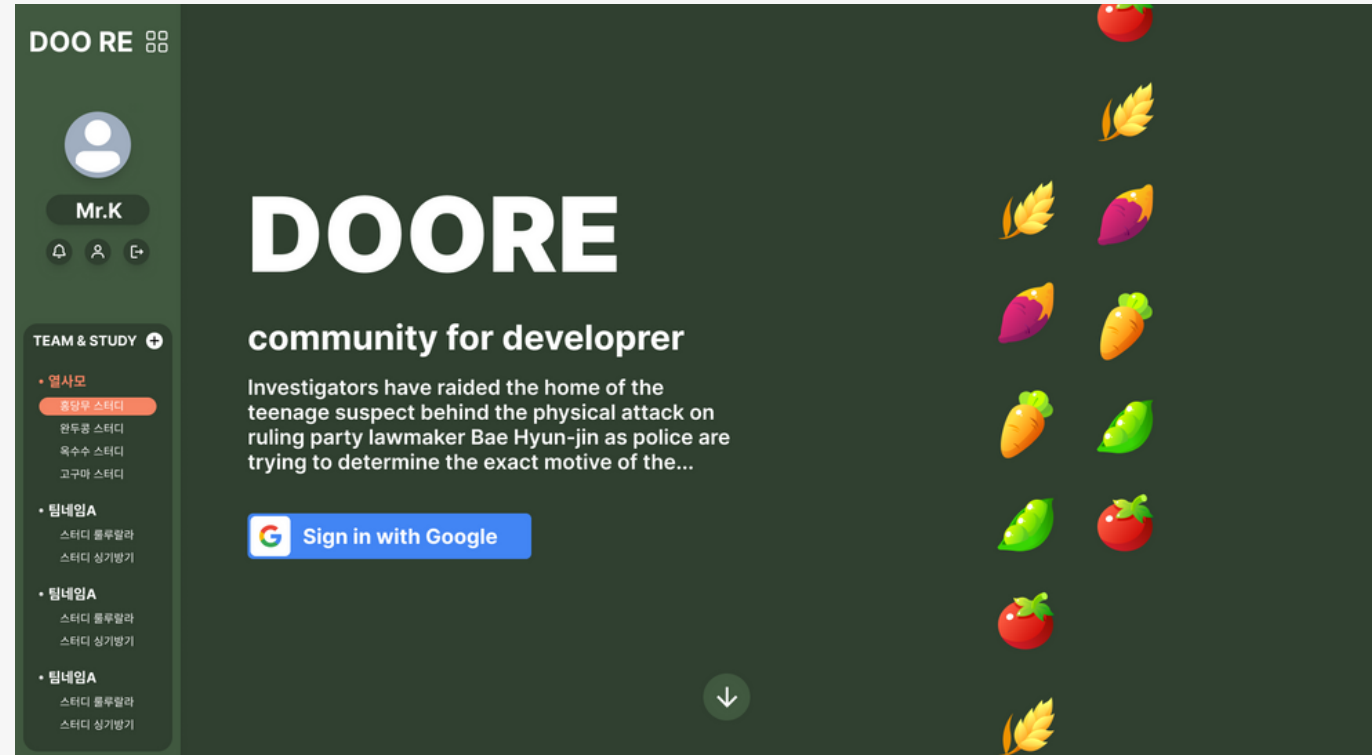 DOO RE
Mr.K
TEAM & STUDY
• 열사모
홍당무 스터디
완두콩 스터디
옥수수 스터디
고구마 스터디
• 팀네임A
스터디 룰루랄라
스터디 싱기방기
• 팀네임A
스터디 룰루랄라
스터디 싱기방기
• 팀네임A
스터디 룰루랄라
스터디 싱기방기
DOORE
community for developrer
Investigators have raided the home of the
teenage suspect behind the physical attack on
ruling party lawmaker Bae Hyun-jin as police are
trying to determine the exact motive of the...
G Sign in with Google